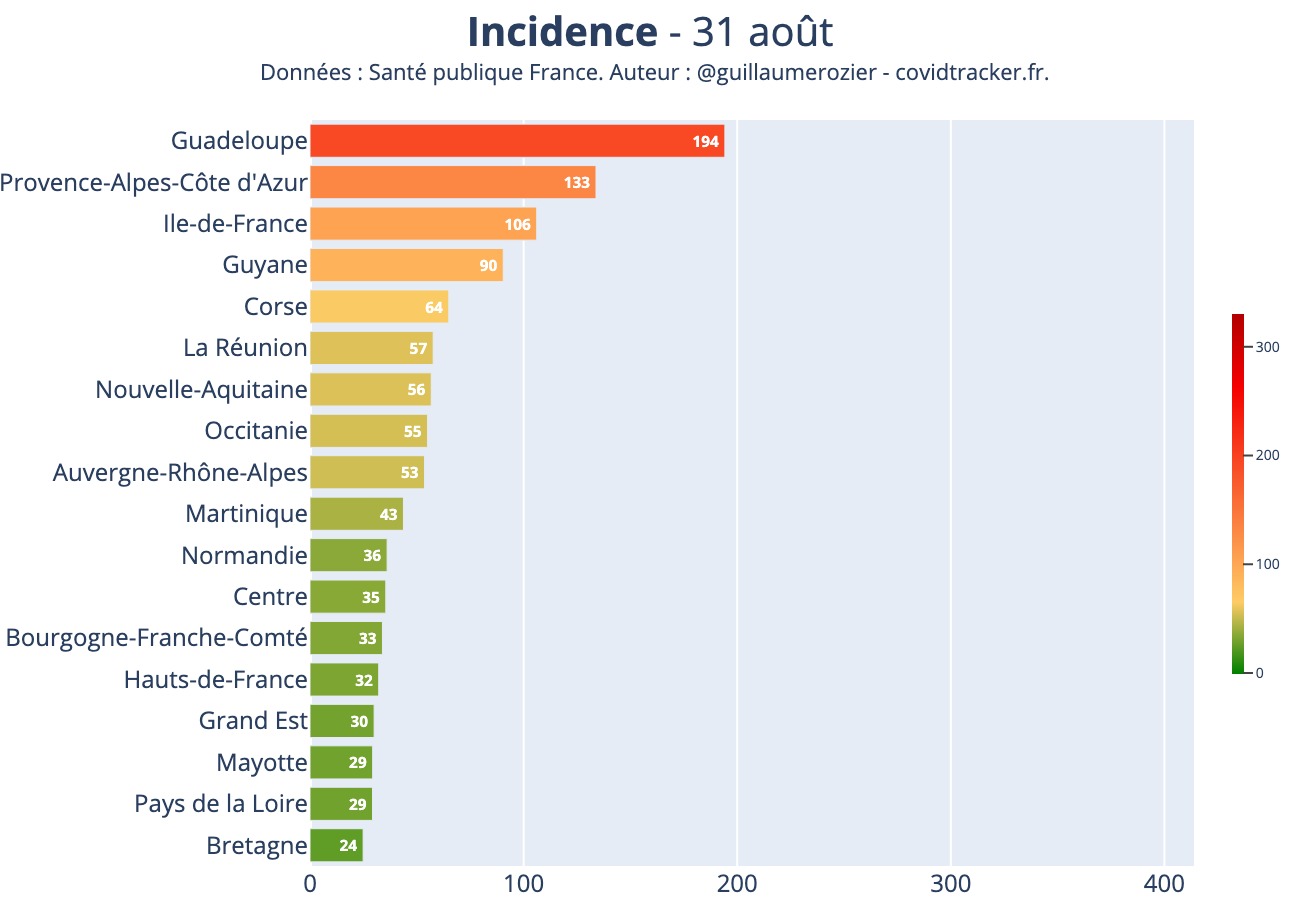 Incidence - 31 août
Données : Santé publique France. Auteur : @guillaumerozier - covidtracker.fr.
Guadeloupe 194
Provence-Alpes-Côte d'Azur 133
Ile-de-France 106
Guyane 90
Corse 64
La Réunion 57
Nouvelle-Aquitaine 56
Occitanie 55
Auvergne-Rhône-Alpes 53
Martinique 43
Normandie 36
Centre 35
Bourgogne-Franche-Comté 33
Hauts-de-France 32
Grand Est 30
Mayotte 29
Pays de la Loire 29
Bretagne 24
0 100 200 300 400
300
200
100
0